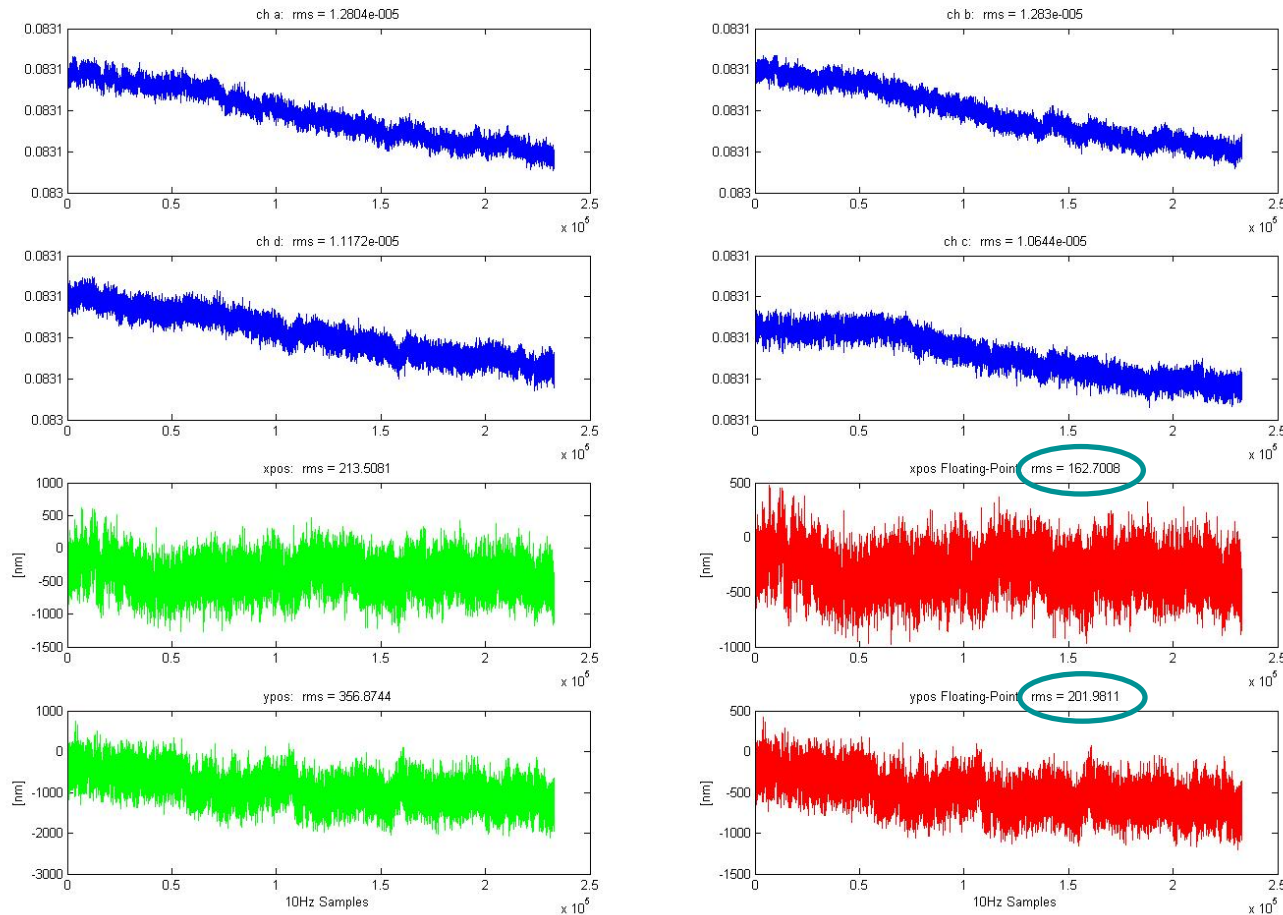 ch a: rms = 1.2804e-005
0.0831
0.0831
0.0831
0.0831
0.083
0 0.5 1 1.5 2 2.5
x 10^5
ch b: rms = 1.283e-005
0.0831
0.0831
0.0831
0.0831
0.083
0 0.5 1 1.5 2 2.5
x 10^5
ch d: rms = 1.1172e-005
0.0831
0.0831
0.0831
0.083
0 0.5 1 1.5 2 2.5
x 10^5
ch c: rms = 1.0644e-005
0.0831
0.0831
0.0831
0.0831
0 0.5 1 1.5 2 2.5
x 10^5
xpos: rms = 213.5081
1000
500
0
-500
-1000
-1500
[nm]
0 0.5 1 1.5 2 2.5
x 10^5
xpos Floating-Point rms = 162.7008
500
0
-500
-1000
[nm]
0 0.5 1 1.5 2 2.5
x 10^5
ypos: rms = 356.8744
1000
0
-1000
-2000
-3000
[nm]
0 0.5 1 1.5 2 2.5
10Hz Samples
x 10^5
ypos Floating-Point rms = 201.9811
500
0
-500
-1000
-1500
[nm]
0 0.5 1 1.5 2 2.5
10Hz Samples
x 10^5